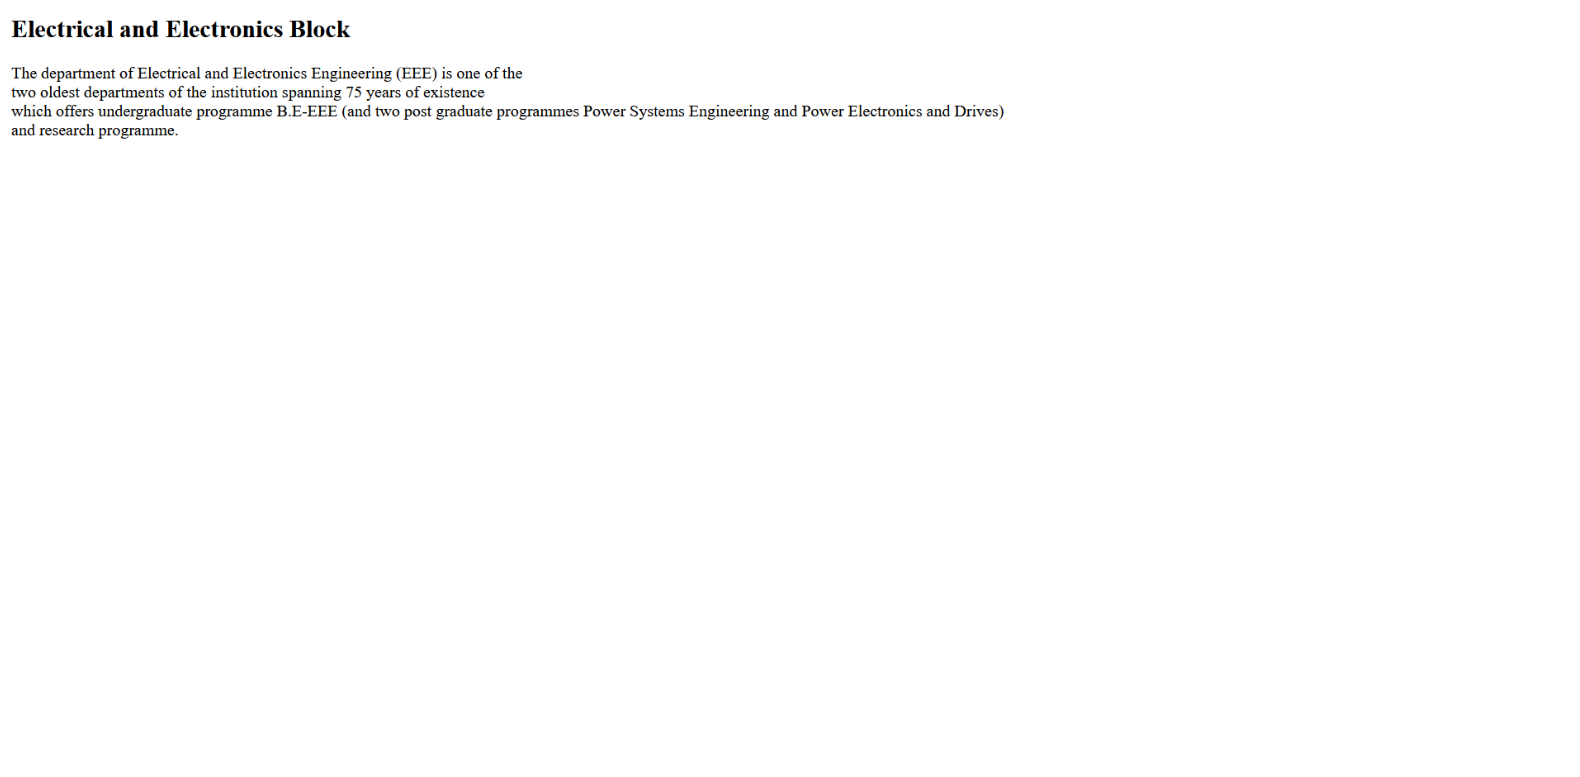 Electrical and Electronics Block
The department of Electrical and Electronics Engineering (EEE) is one of the
two oldest departments of the institution spanning 75 years of existence
which offers undergraduate programme B.E-EEE (and two post graduate programmes Power Systems Engineering and Power Electronics and Drives)
and research programme.